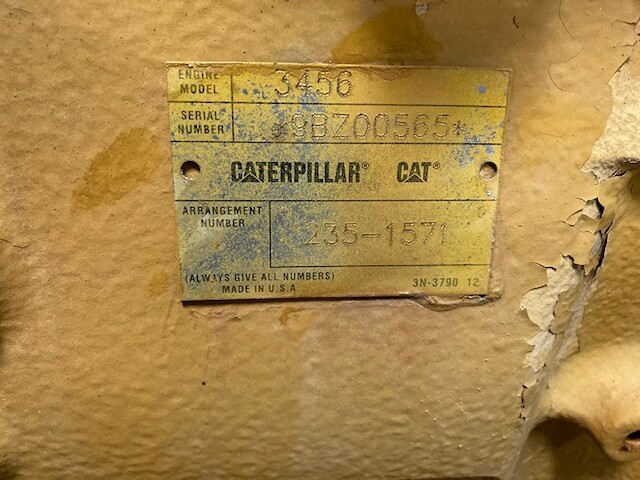 ENGINE MODEL 3456
SERIAL NUMBER *9BZ00565*
CATERPILLAR® CAT®
ARRANGEMENT NUMBER 235-1571
(ALWAYS GIVE ALL NUMBERS) 3N-3790 12
MADE IN U.S.A